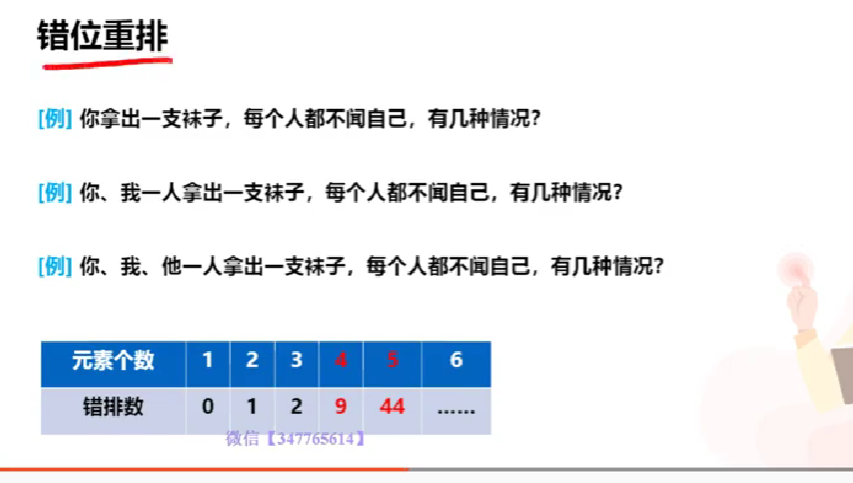 错位重排
[例] 你拿出一支袜子，每个人都不闻自己，有几种情况？
[例] 你、我一人拿出一支袜子，每个人都不闻自己，有几种情况？
[例] 你、我、他一人拿出一支袜子，每个人都不闻自己，有几种情况？
元素个数 1 2 3 4 5 6
错排数 0 1 2 9 44 ……
微信【347765614】